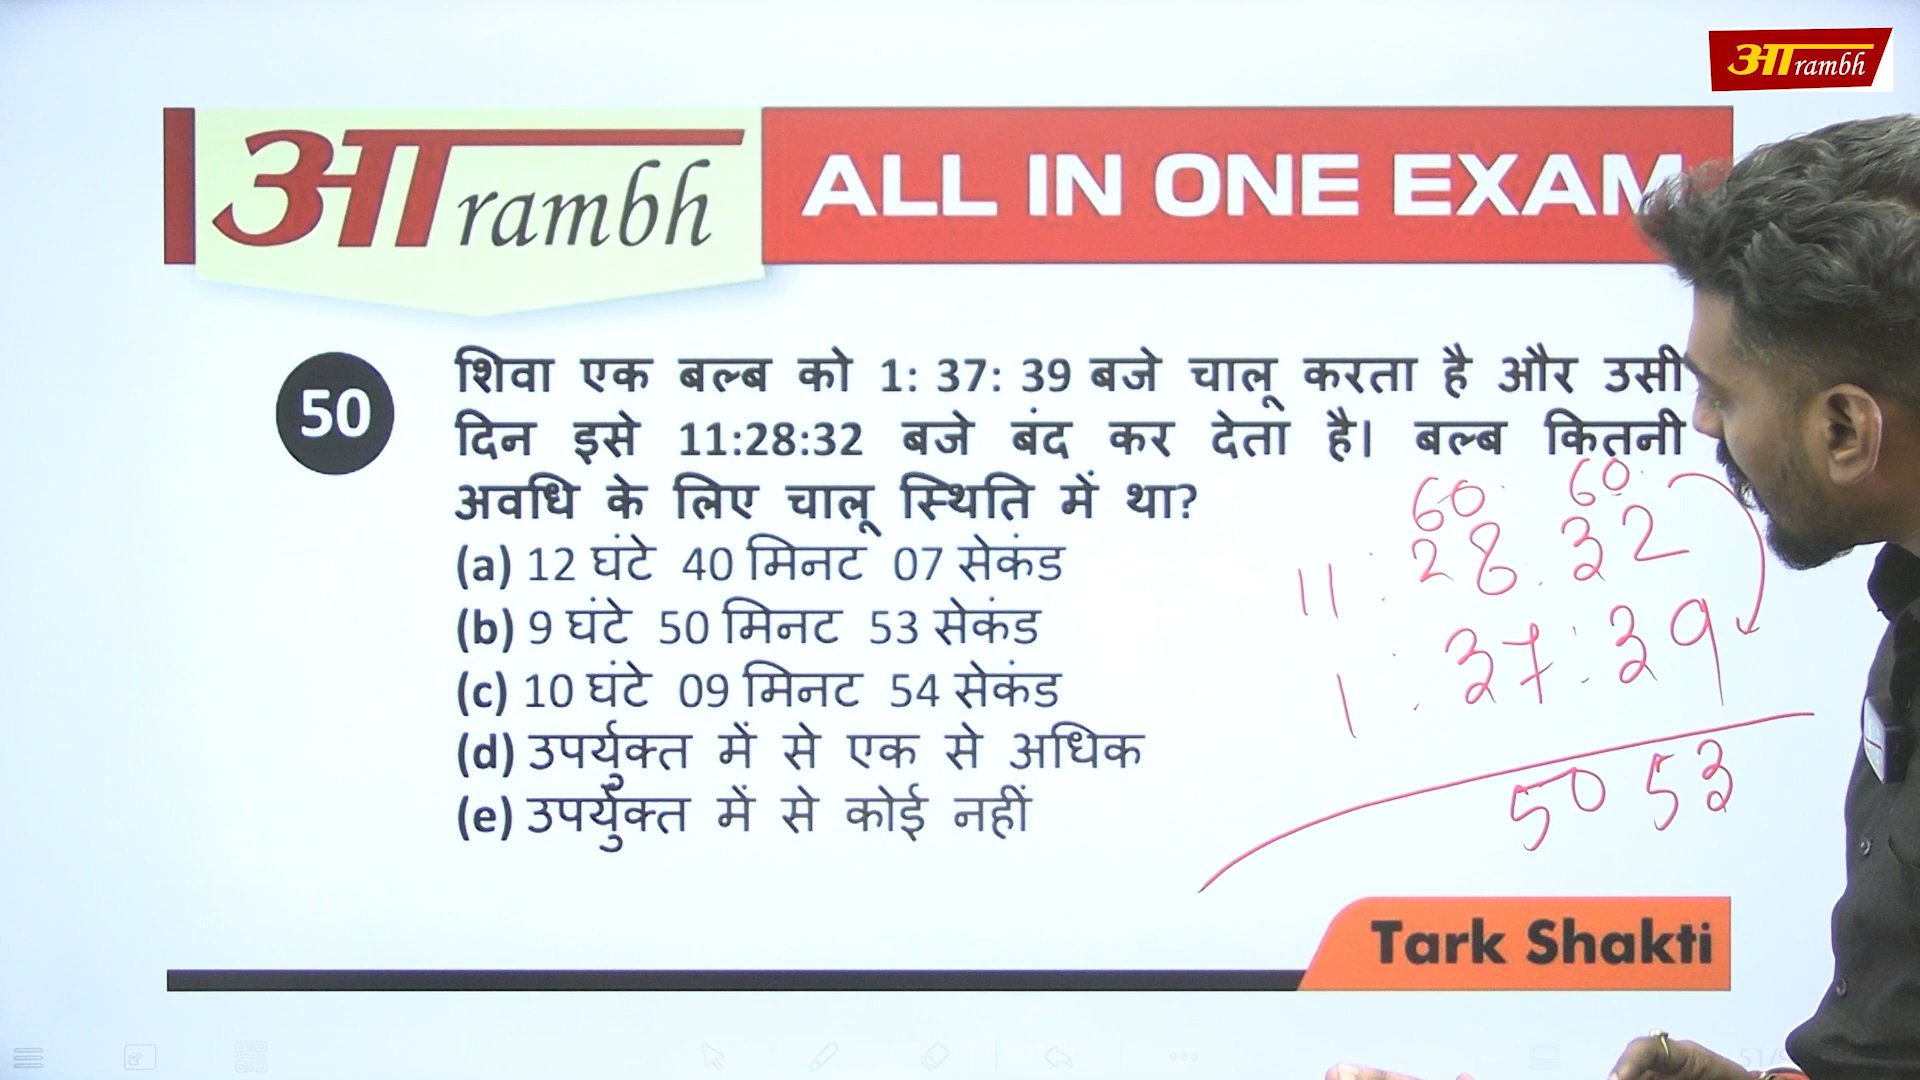 आrambh
आrambh ALL IN ONE EXAM
50
शिवा एक बल्ब को 1: 37: 39 बजे चालू करता है और उसी
दिन इसे 11:28:32 बजे बंद कर देता है। बल्ब कितनी
अवधि के लिए चालू स्थिति में था?
(a) 12 घंटे 40 मिनट 07 सेकंड
(b) 9 घंटे 50 मिनट 53 सेकंड
(c) 10 घंटे 09 मिनट 54 सेकंड
(d) उपर्युक्त में से एक से अधिक
(e) उपर्युक्त में से कोई नहीं
60 60
11 : 28 . 32
1 : 37 : 39
50 53
Tark Shakti